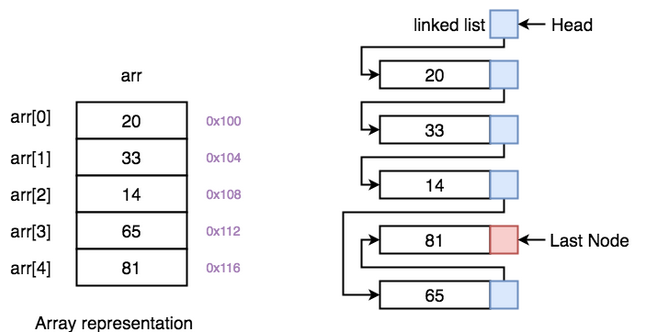 linked list
Head
arr
arr[0] 20 0x100
arr[1] 33 0x104
arr[2] 14 0x108
arr[3] 65 0x112
arr[4] 81 0x116
Array representation
20
33
14
81 Last Node
65